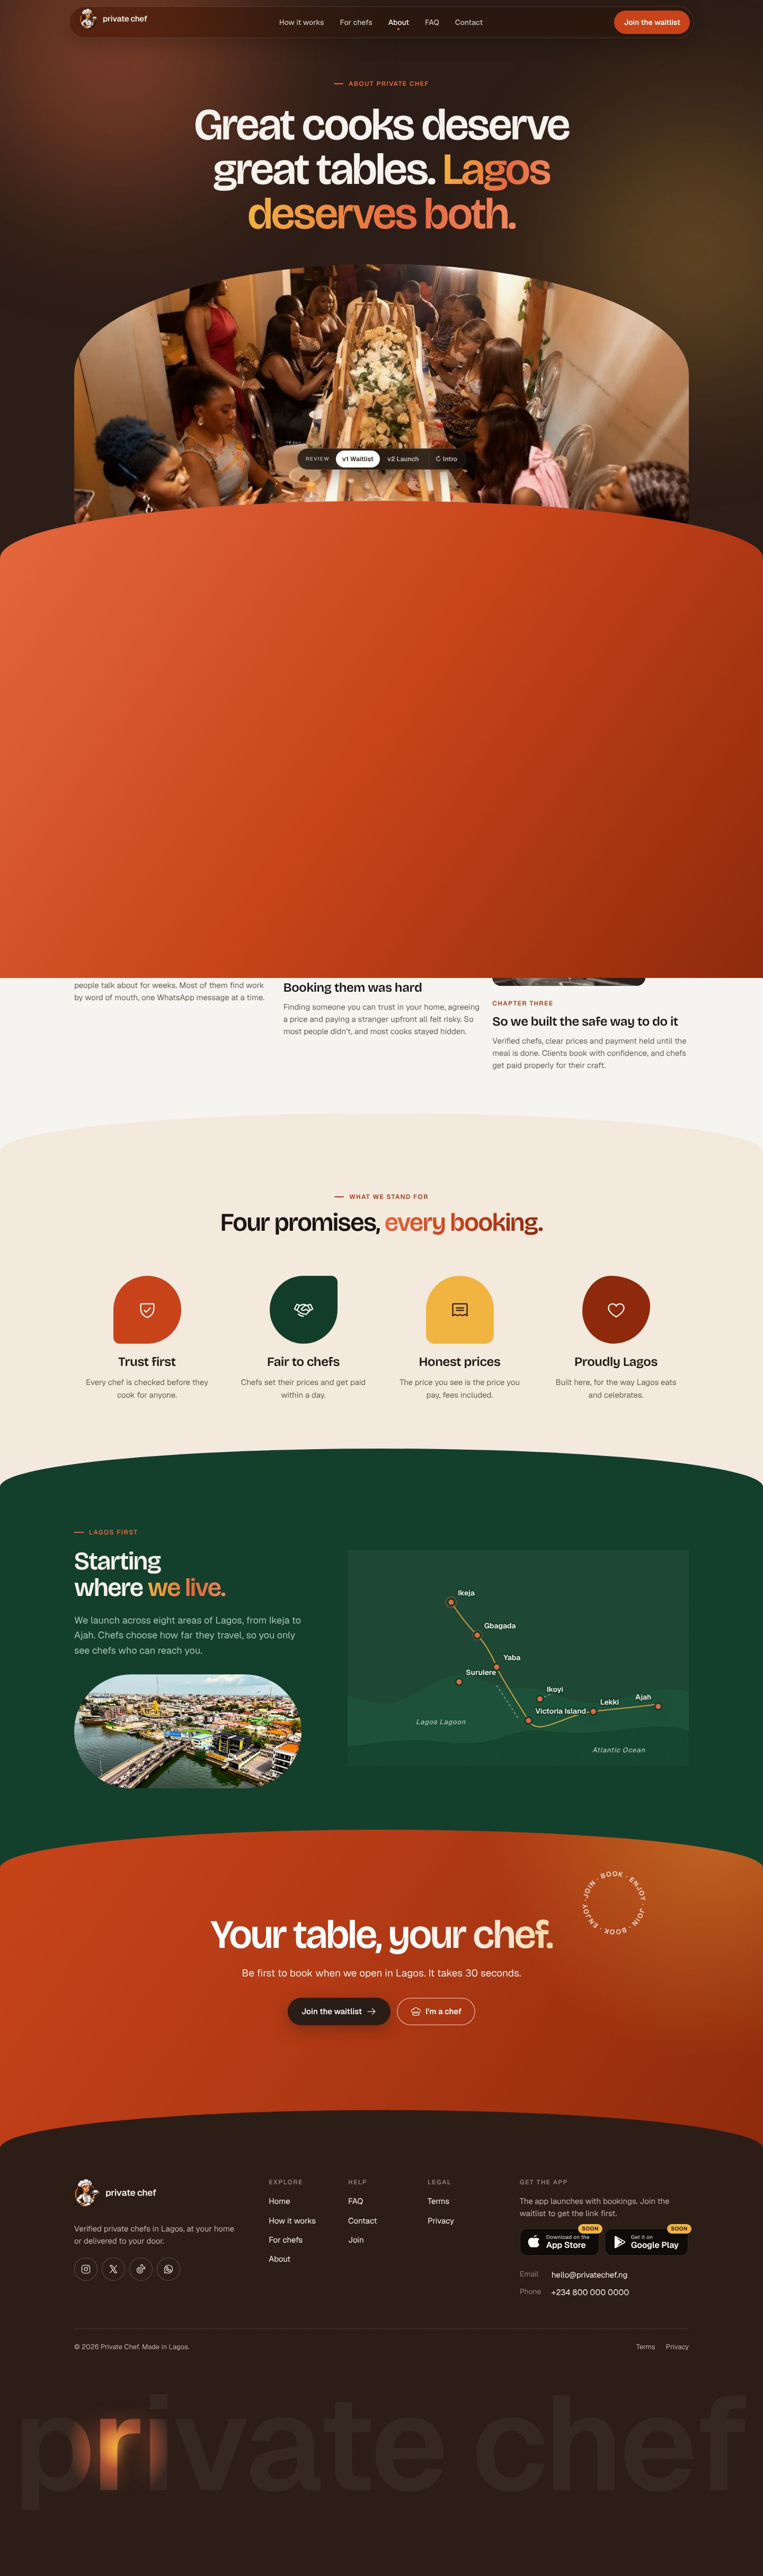 private chef
How it works
For chefs
About
FAQ
Contact
Join the waitlist
ABOUT PRIVATE CHEF
Great cooks deserve
great tables. Lagos
deserves both.
REVIEW
v1 Waitlist
v2 Launch
Intro
people talk about for weeks. Most of them find work
by word of mouth, one WhatsApp message at a time.
Booking them was hard
Finding someone you can trust in your home, agreeing
a price and paying a stranger upfront all felt risky. So
most people didn't, and most cooks stayed hidden.
CHAPTER THREE
So we built the safe way to do it
Verified chefs, clear prices and payment held until the
meal is done. Clients book with confidence, and chefs
get paid properly for their craft.
WHAT WE STAND FOR
Four promises, every booking.
Trust first
Every chef is checked before they
cook for anyone.
Fair to chefs
Chefs set their prices and get paid
within a day.
Honest prices
The price you see is the price you
pay, fees included.
Proudly Lagos
Built here, for the way Lagos eats
and celebrates.
LAGOS FIRST
Starting
where we live.
We launch across eight areas of Lagos, from Ikeja to
Ajah. Chefs choose how far they travel, so you only
see chefs who can reach you.
Ikeja
Gbagada
Yaba
Surulere
Ikoyi
Victoria Island
Lekki
Ajah
Lagos Lagoon
Atlantic Ocean
JOIN · BOOK · ENJOY · JOIN · BOOK · ENJOY ·
Your table, your chef.
Be first to book when we open in Lagos. It takes 30 seconds.
Join the waitlist
I'm a chef
private chef
Verified private chefs in Lagos, at your home
or delivered to your door.
EXPLORE
Home
How it works
For chefs
About
HELP
FAQ
Contact
Join
LEGAL
Terms
Privacy
GET THE APP
The app launches with bookings. Join the
waitlist to get the link first.
SOON
Download on the
App Store
SOON
Get it on
Google Play
Email hello@privatechef.ng
Phone +234 800 000 0000
© 2026 Private Chef. Made in Lagos.
Terms
Privacy
private chef